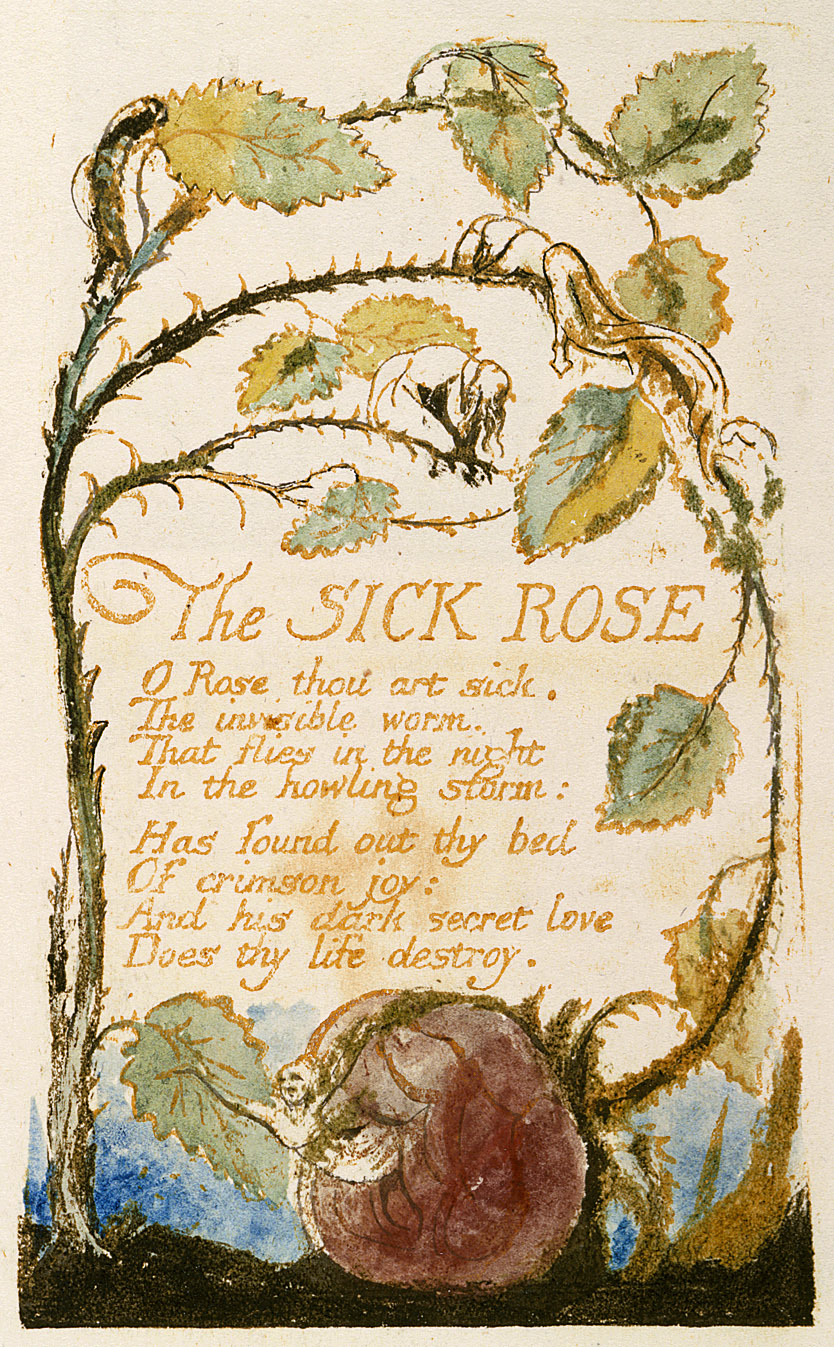 The SICK ROSE
O Rose thou art sick.
The invisible worm.
That flies in the night
In the howling storm:
Has found out thy bed
Of crimson joy:
And his dark secret love
Does thy life destroy.